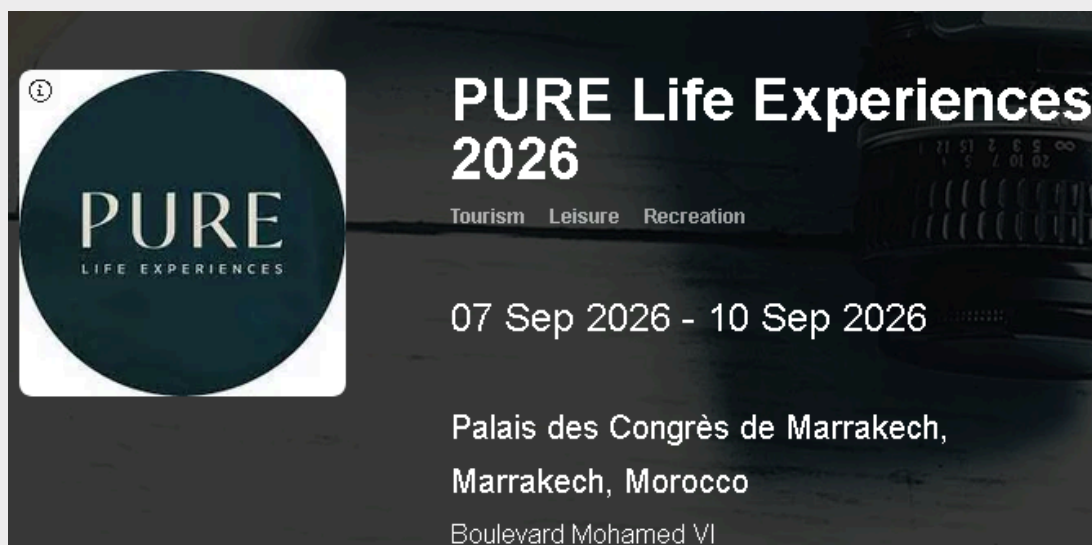 PURE
LIFE EXPERIENCES
PURE Life Experiences
2026
Tourism Leisure Recreation
07 Sep 2026 - 10 Sep 2026
Palais des Congrès de Marrakech,
Marrakech, Morocco
Boulevard Mohamed VI